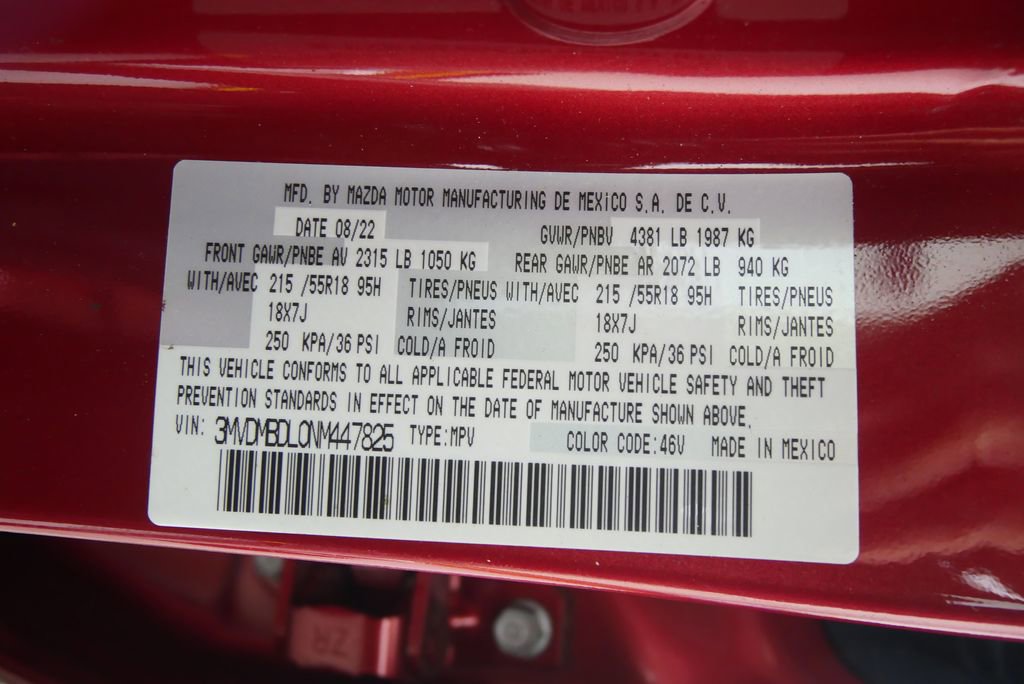 MFD. BY MAZDA MOTOR MANUFACTURING DE MEXICO S.A. DE C.V.
DATE 08/22 GVWR/PNBV 4381 LB 1987 KG
FRONT GAWR/PNBE AV 2315 LB 1050 KG REAR GAWR/PNBE AR 2072 LB 940 KG
WITH/AVEC 215 /55R18 95H TIRES/PNEUS WITH/AVEC 215 /55R18 95H TIRES/PNEUS
18X7J RIMS/JANTES 18X7J RIMS/JANTES
250 KPA/36 PSI COLD/A FROID 250 KPA/36 PSI COLD/A FROID
THIS VEHICLE CONFORMS TO ALL APPLICABLE FEDERAL MOTOR VEHICLE SAFETY AND THEFT
PREVENTION STANDARDS IN EFFECT ON THE DATE OF MANUFACTURE SHOWN ABOVE.
VIN: 3MVDMBDL0NM447825 TYPE:MPV COLOR CODE:46V MADE IN MEXICO
ZR